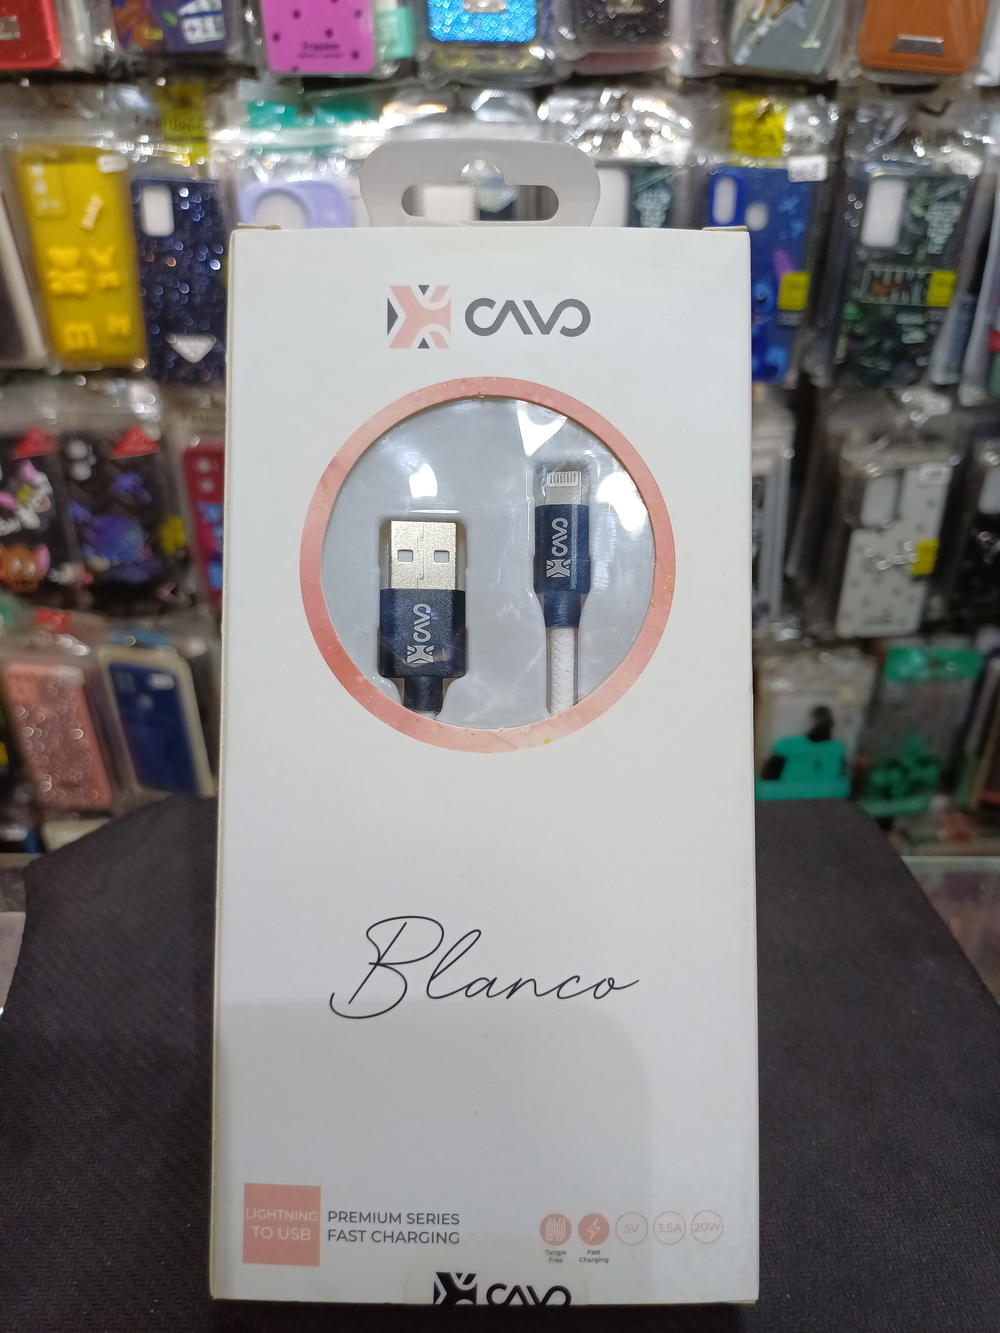 CAVO
CAVO
CAVO
Blanco
LIGHTNING
TO USB
PREMIUM SERIES
FAST CHARGING
Tangle
Free
Fast
Charging
5V
3.5A
20W
CAVO